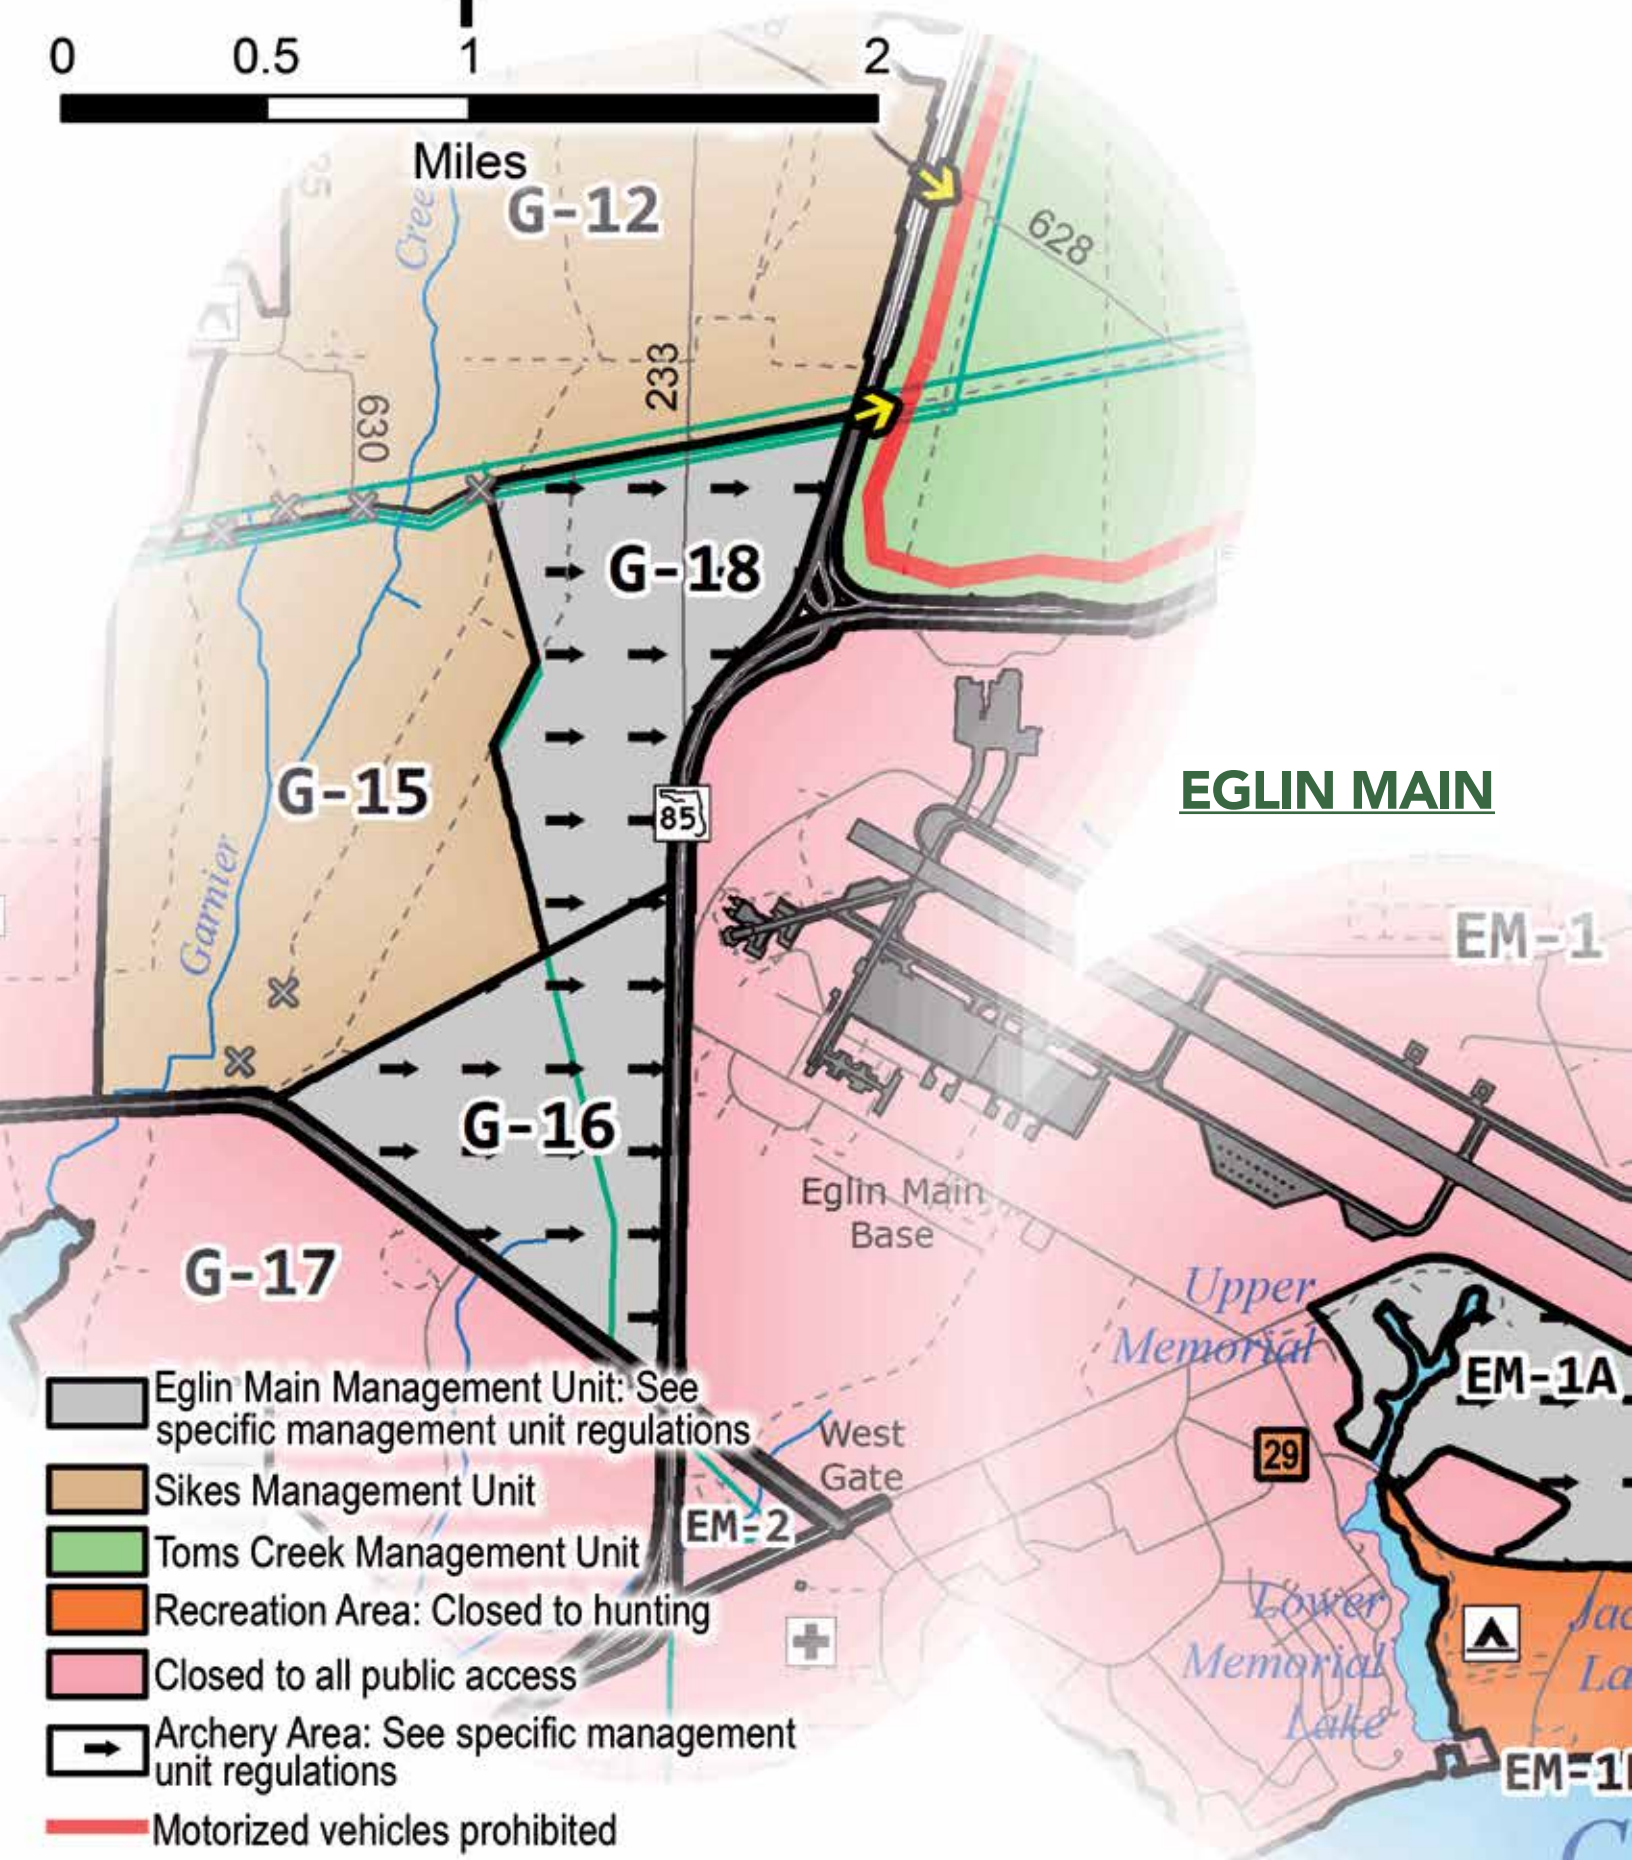 0 0.5 1 2
Miles
25
Cree
G-12
628
233
630
G-18
G-15
85
EGLIN MAIN
Garnier
EM-1
G-16
Eglin Main
Base
G-17
Upper
Memorial
EM-1A
Eglin Main Management Unit: See
specific management unit regulations
West
Gate
29
Sikes Management Unit
EM-2
Toms Creek Management Unit
Recreation Area: Closed to hunting
Lower
Memorial
Lake
Closed to all public access
Archery Area: See specific management
unit regulations
Motorized vehicles prohibited